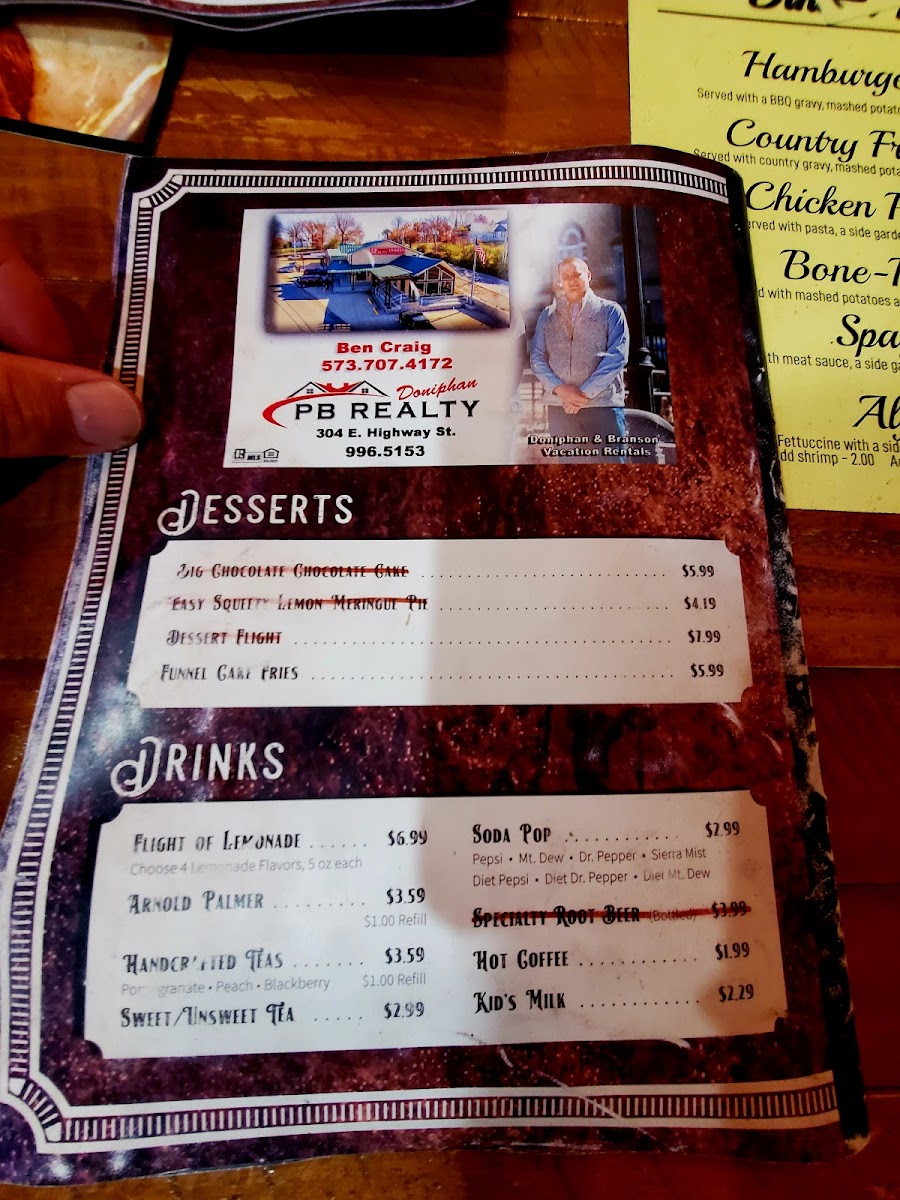 Ben Craig
573.707.4172
Doniphan
PB REALTY
304 E. Highway St.
996.5153
Doniphan & Branson
Vacation Rentals
DESSERTS
BIG CHOCOLATE CHOCOLATE CAKE .......... $5.99
EASY SQUEEZY LEMON MERINGUE PIE .......... $4.19
DESSERT FLIGHT .......... $7.99
FUNNEL CAKE FRIES .......... $5.99
DRINKS
FLIGHT OF LEMONADE ...... $6.99
Choose 4 Lemonade Flavors, 5 oz each
ARNOLD PALMER .......... $3.59
$1.00 Refill
HANDCRAFTED TEAS ....... $3.59
Pomegranate • Peach • Blackberry $1.00 Refill
SWEET/UNSWEET TEA ..... $2.99
SODA POP ............ $2.99
Pepsi • Mt. Dew • Dr. Pepper • Sierra Mist
Diet Pepsi • Diet Dr. Pepper • Diet Mt. Dew
SPECIALTY ROOT BEER (Bottled) $3.99
HOT COFFEE ........... $1.99
KID'S MILK ............ $2.29
Hamburge
Served with a BBQ gravy, mashed potato
Country Fr
Served with country gravy, mashed pota
Chicken P
erved with pasta, a side garde
Bone-
d with mashed potatoes a
Spa
th meat sauce, a side ga
Al
Fettuccine with a sid
dd shrimp - 2.00